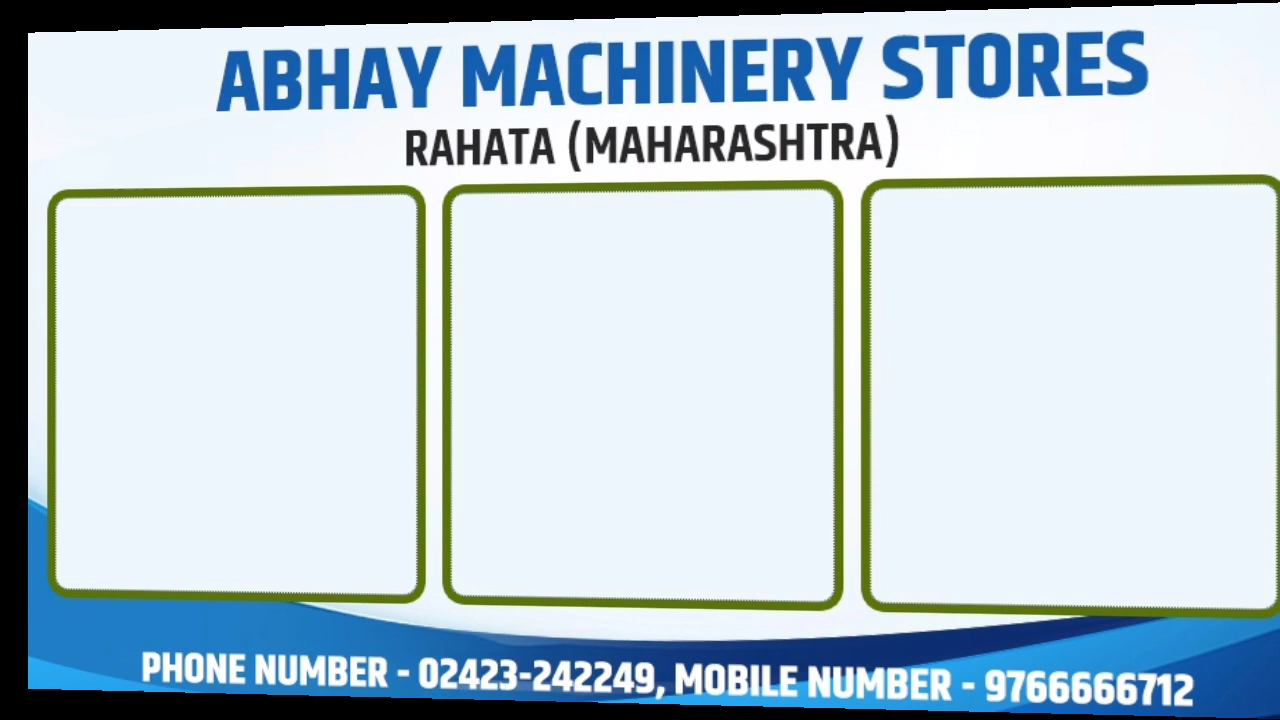 ABHAY MACHINERY STORES
RAHATA (MAHARASHTRA)
PHONE NUMBER - 02423-242249, MOBILE NUMBER - 9766666712